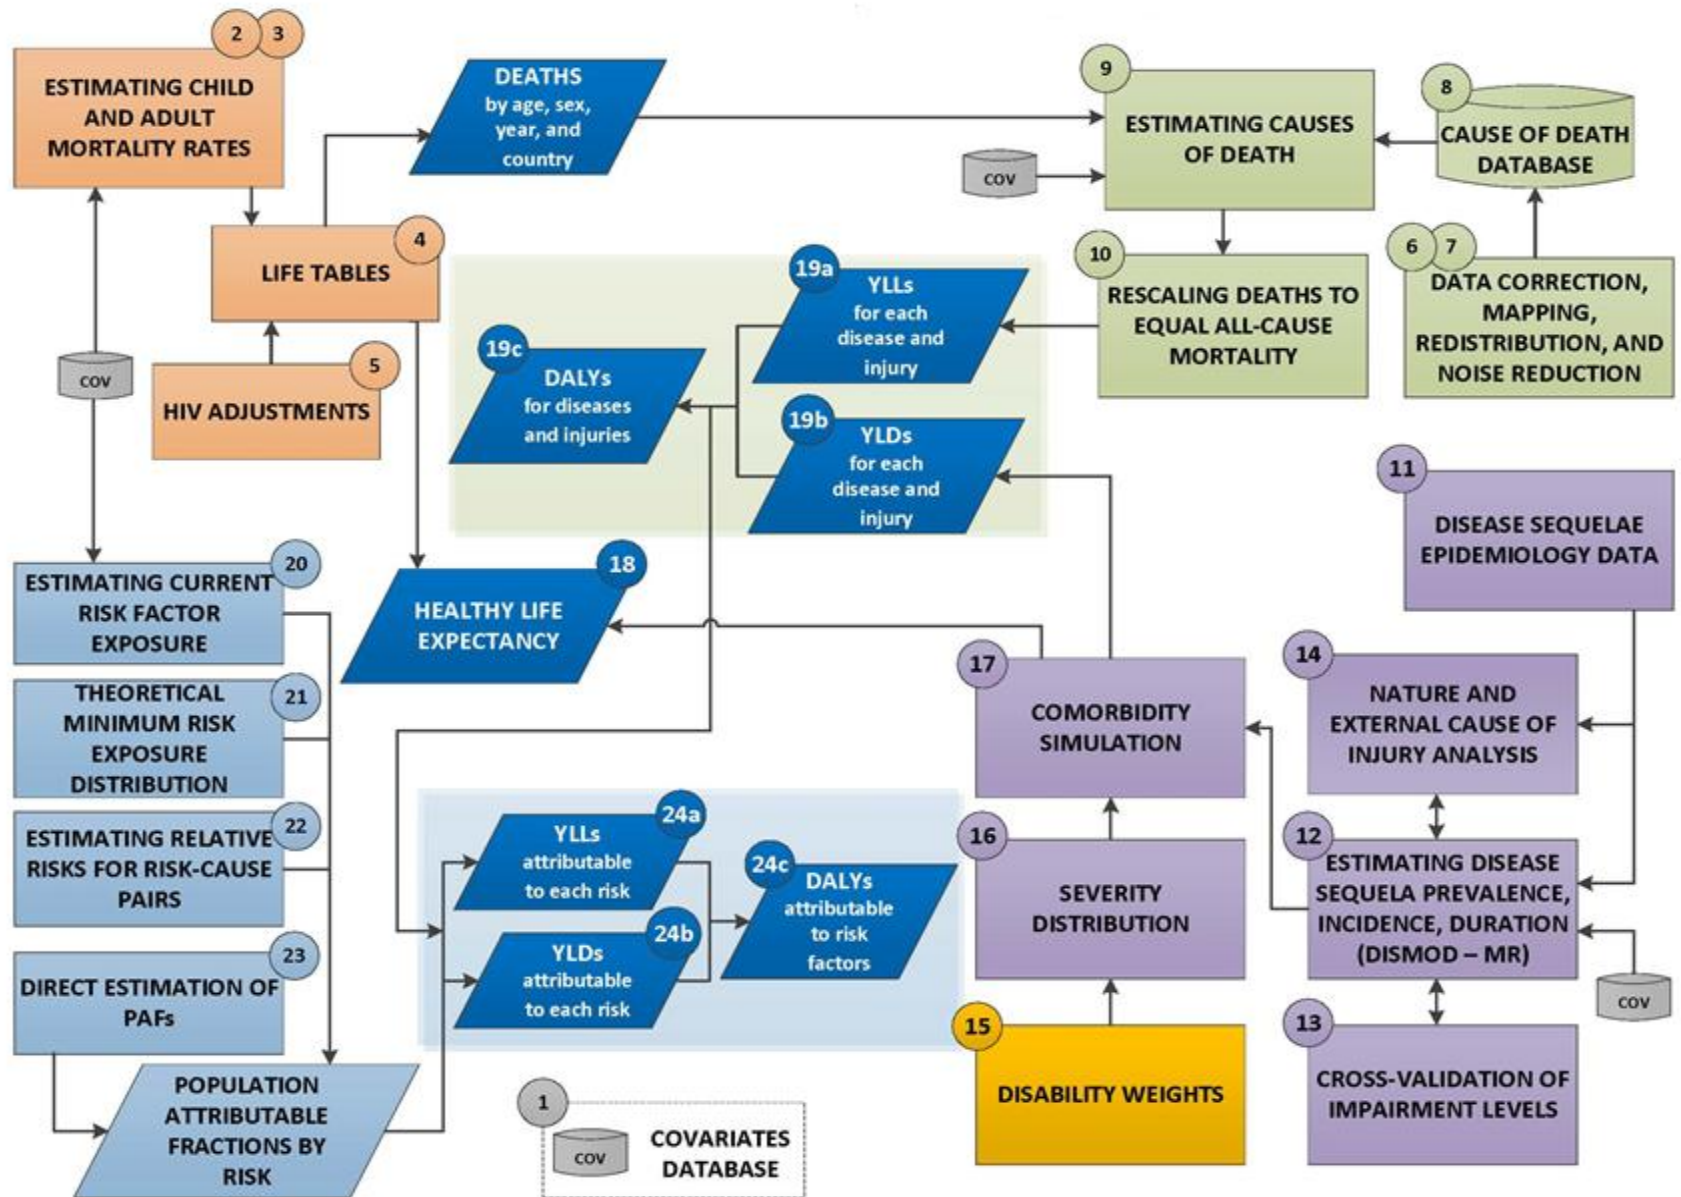 2
3
ESTIMATING CHILD
AND ADULT
MORTALITY RATES
DEATHS
by age, sex,
year, and
country
9
ESTIMATING CAUSES
OF DEATH
8
CAUSE OF DEATH
DATABASE
COV
4
LIFE TABLES
10
RESCALING DEATHS TO
EQUAL ALL-CAUSE
MORTALITY
6
7
DATA CORRECTION,
MAPPING,
REDISTRIBUTION, AND
NOISE REDUCTION
19a
YLLs
for each
disease and
injury
19c
DALYs
for diseases
and injuries
19b
YLDs
for each
disease and
injury
COV
5
HIV ADJUSTMENTS
11
DISEASE SEQUELAE
EPIDEMIOLOGY DATA
20
ESTIMATING CURRENT
RISK FACTOR
EXPOSURE
18
HEALTHY LIFE
EXPECTANCY
17
COMORBIDITY
SIMULATION
14
NATURE AND
EXTERNAL CAUSE OF
INJURY ANALYSIS
21
THEORETICAL
MINIMUM RISK
EXPOSURE
DISTRIBUTION
22
ESTIMATING RELATIVE
RISKS FOR RISK-CAUSE
PAIRS
24a
YLLs
attributable
to each risk
24b
YLDs
attributable
to each risk
24c
DALYs
attributable
to risk
factors
16
SEVERITY
DISTRIBUTION
12
ESTIMATING DISEASE
SEQUELA PREVALENCE,
INCIDENCE, DURATION
(DISMOD – MR)
COV
23
DIRECT ESTIMATION OF
PAFs
15
DISABILITY WEIGHTS
13
CROSS-VALIDATION OF
IMPAIRMENT LEVELS
POPULATION
ATTRIBUTABLE
FRACTIONS BY
RISK
1
COV
COVARIATES
DATABASE